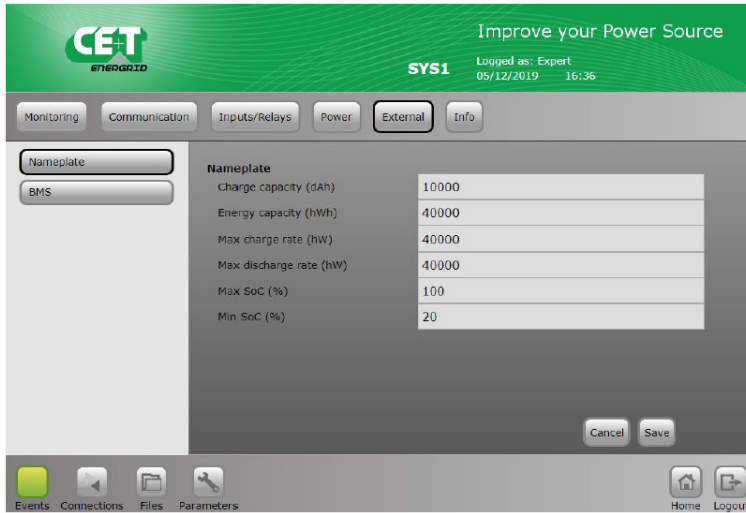 CE+T
ENERGRID
Improve your Power Source
SYS1
Logged as: Expert
05/12/2019 16:36
Monitoring Communication Inputs/Relays Power External Info
Nameplate
BMS
Nameplate
Charge capacity (dAh) 10000
Energy capacity (hWh) 40000
Max charge rate (hW) 40000
Max discharge rate (hW) 40000
Max SoC (%) 100
Min SoC (%) 20
Cancel Save
Events Connections Files Parameters Home Logout